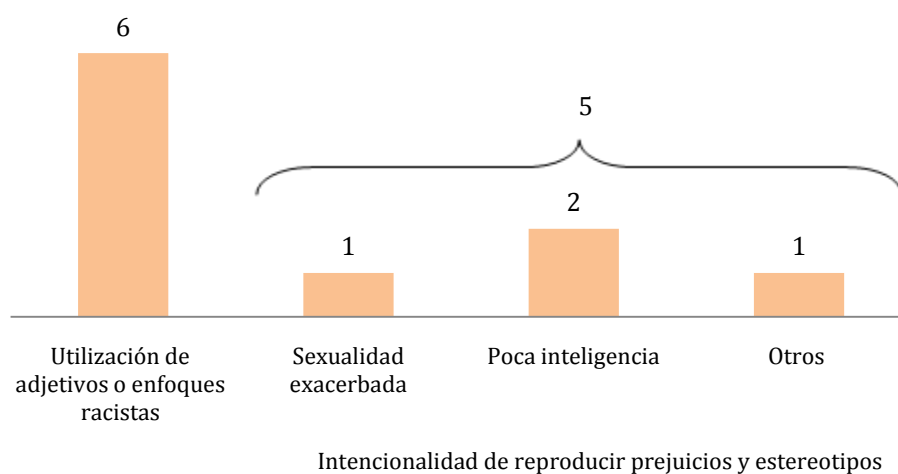 6
5
2
1
1
Utilización de
adjetivos o enfoques
racistas
Sexualidad
exacerbada
Poca inteligencia
Otros
Intencionalidad de reproducir prejuicios y estereotipos